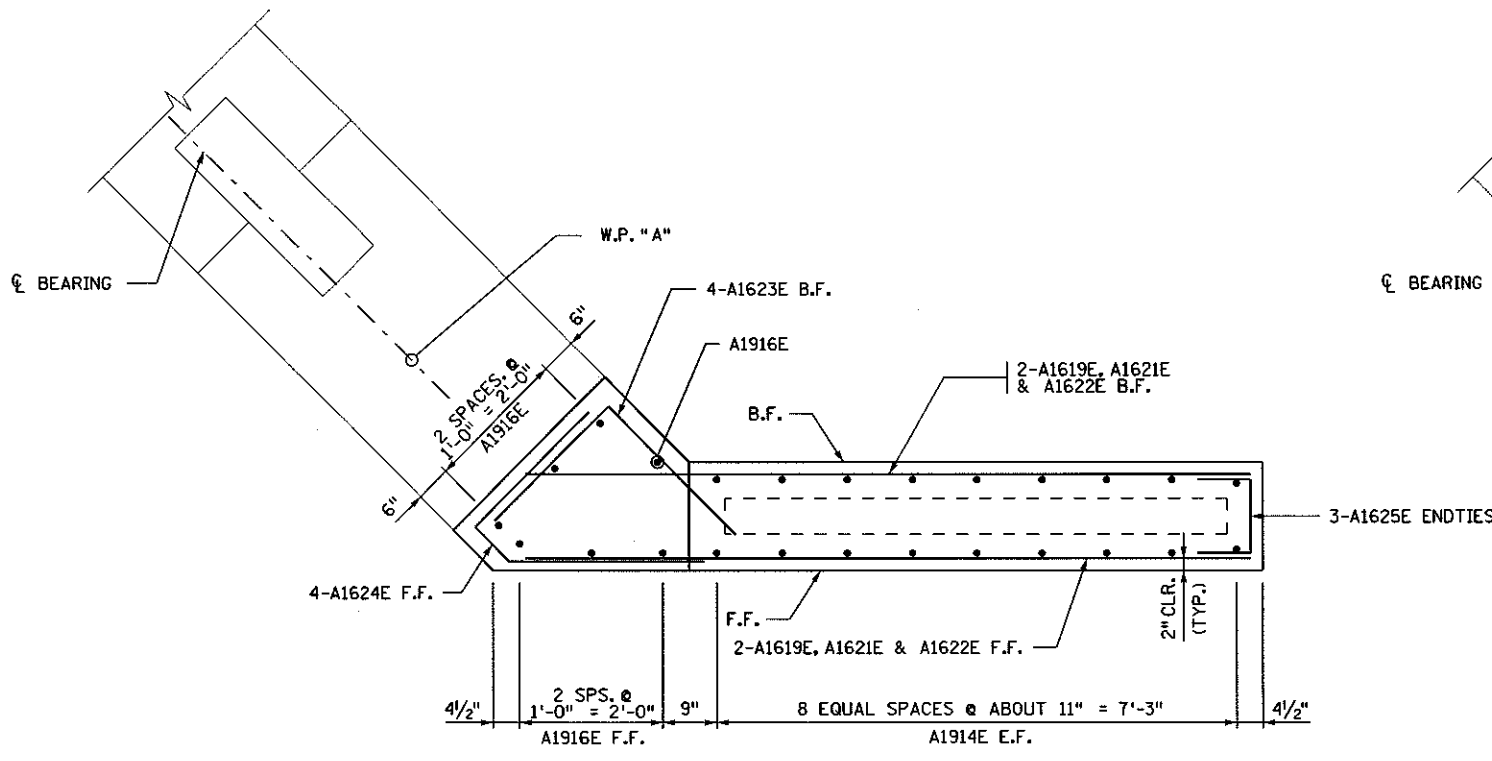 W.P. "A"
℄ BEARING
℄ BEARING
4-A1623E B.F.
6"
A1916E
2 SPACES. @
1'-0" = 2'-0"
A1916E
2-A1619E, A1621E
& A1622E B.F.
B.F.
6"
3-A1625E ENDTIES
4-A1624E F.F.
F.F.
2" CLR.
(TYP.)
2-A1619E, A1621E & A1622E F.F.
4½"
2 SPS. @
1'-0" = 2'-0"
9"
8 EQUAL SPACES @ ABOUT 11" = 7'-3"
4½"
A1916E F.F.
A1914E E.F.